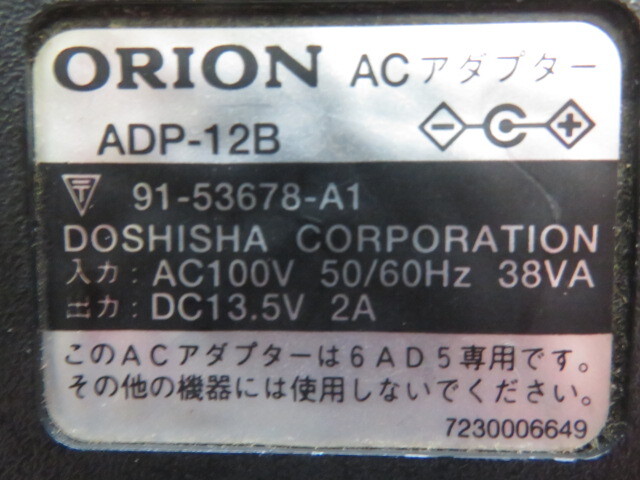 ORION ACアダプター
ADP-12B
91-53678-A1
DOSHISHA CORPORATION
入力 : AC100V 50/60Hz 38VA
出力 : DC13.5V 2A
このACアダプターは6AD5専用です。
その他の機器には使用しないでください。
7230006649